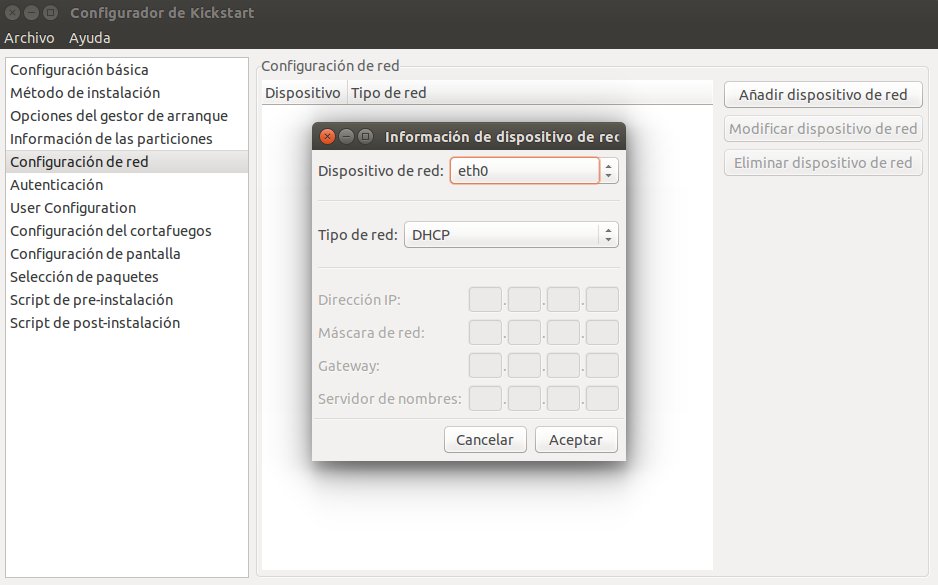 Configurador de Kickstart
Archivo Ayuda
Configuración básica
Método de instalación
Opciones del gestor de arranque
Información de las particiones
Configuración de red
Autenticación
User Configuration
Configuración del cortafuegos
Configuración de pantalla
Selección de paquetes
Script de pre-instalación
Script de post-instalación
Configuración de red
Dispositivo Tipo de red
Añadir dispositivo de red
Modificar dispositivo de red
Eliminar dispositivo de red
Información de dispositivo de rec
Dispositivo de red: eth0
Tipo de red: DHCP
Dirección IP: . . .
Máscara de red: . . .
Gateway: . . .
Servidor de nombres: . . .
Cancelar Aceptar